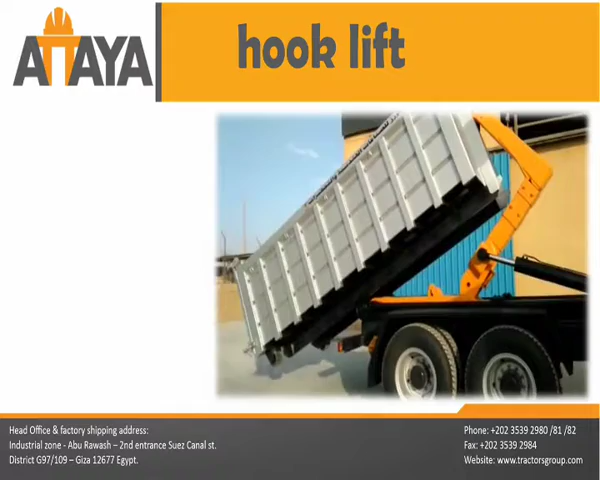 ATTAYA
hook lift
Head Office & factory shipping address:
Industrial zone - Abu Rawash – 2nd entrance Suez Canal st.
District G97/109 – Giza 12677 Egypt.
Phone: +202 3539 2980 /81 /82
Fax: +202 3539 2984
Website: www.tractorsgroup.com